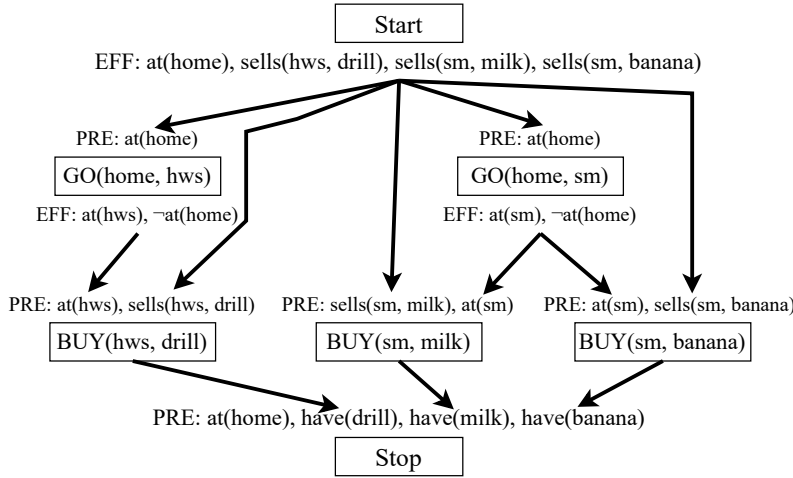 Start
EFF: at(home), sells(hws, drill), sells(sm, milk), sells(sm, banana)
PRE: at(home)
PRE: at(home)
GO(home, hws)
GO(home, sm)
EFF: at(hws), ¬at(home)
EFF: at(sm), ¬at(home)
PRE: at(hws), sells(hws, drill)
PRE: sells(sm, milk), at(sm)
PRE: at(sm), sells(sm, banana)
BUY(hws, drill)
BUY(sm, milk)
BUY(sm, banana)
PRE: at(home), have(drill), have(milk), have(banana)
Stop